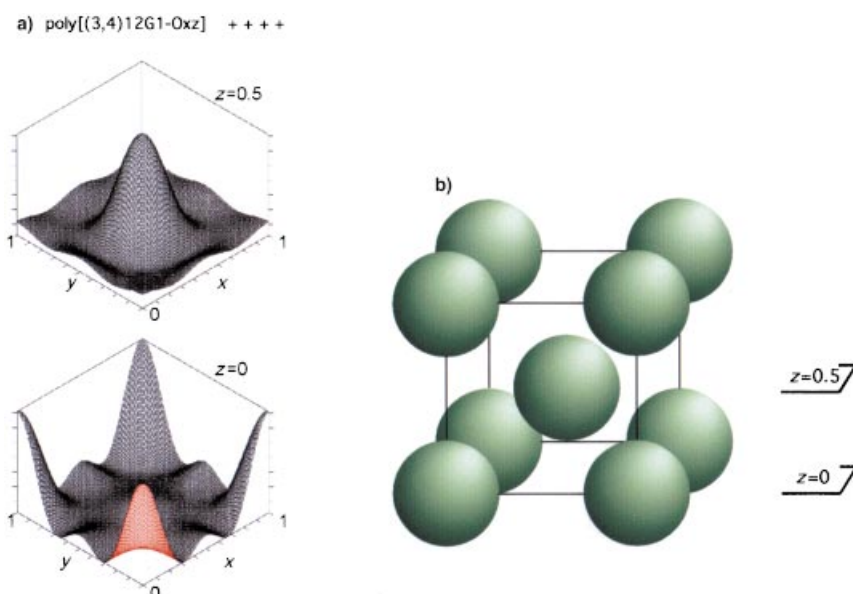 a) poly[(3,4)12G1-Oxz] + + + +
z=0.5
1
1
y
x
0
b)
z=0.5
z=0
z=0
1
1
y
x
0